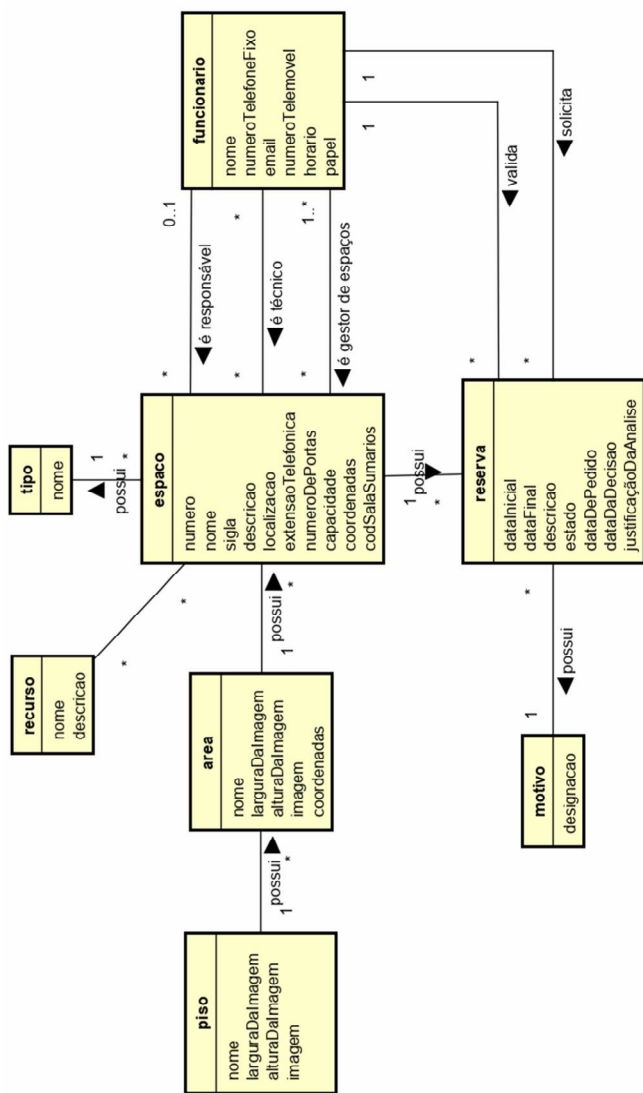 funcionario
nome
numeroTelefoneFixo
email
numeroTelemovel
horario
papel
0..1
*
1..*
1
1
é responsável
é técnico
é gestor de espaços
valida
solicita
*
*
*
*
*
tipo
nome
1
possui
*
espaco
numero
nome
sigla
descricao
localizacao
extensaoTelefonica
numeroDePortas
capacidade
coordenadas
codSalaSumarios
1
possui
*
reserva
dataInicial
dataFinal
descricao
estado
dataDePedido
dataDaDecisao
justificaçãoDaAnalise
recurso
nome
descricao
*
*
*
possui
1
area
nome
larguraDaImagem
alturaDaImagem
imagem
coordenadas
*
possui
1
motivo
designacao
*
possui
1
piso
nome
larguraDaImagem
alturaDaImagem
imagem